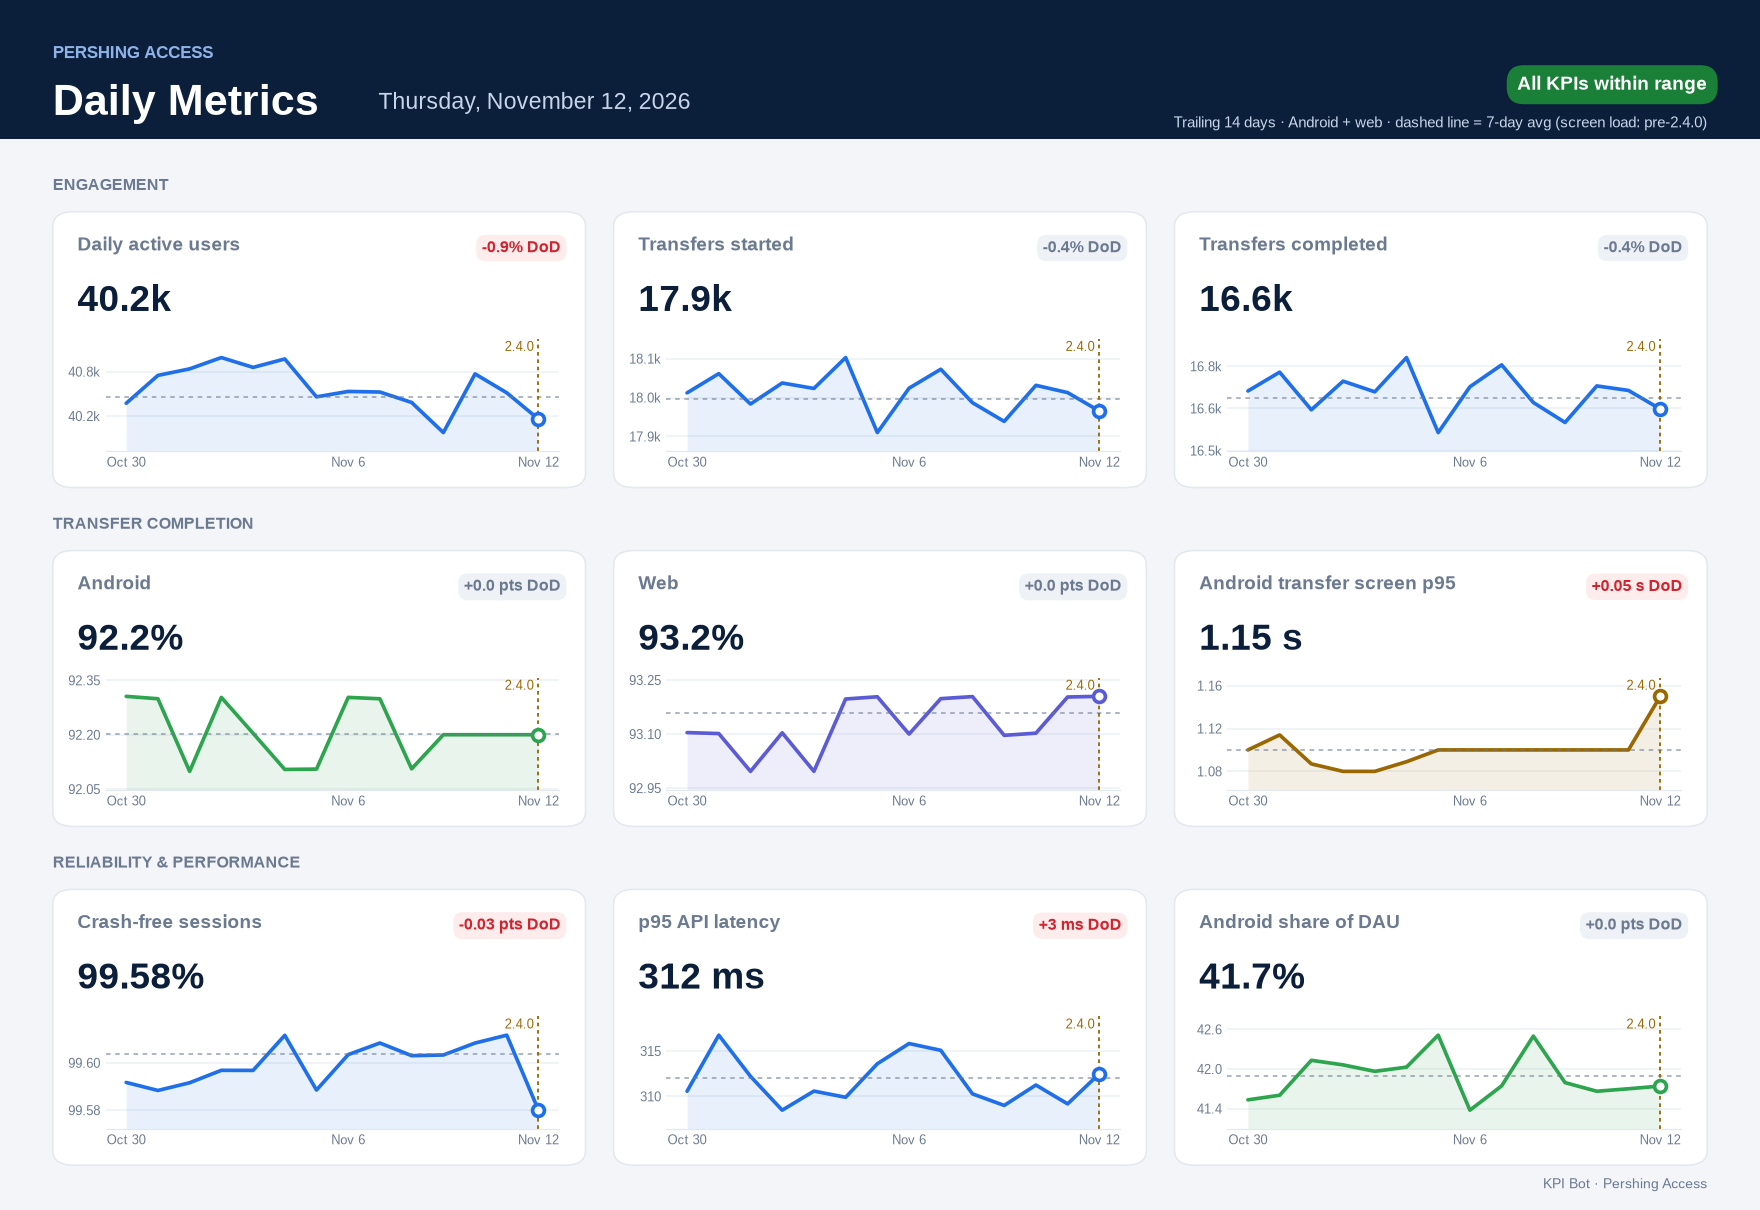 PERSHING ACCESS
Daily Metrics
Thursday, November 12, 2026
All KPIs within range
Trailing 14 days · Android + web · dashed line = 7-day avg (screen load: pre-2.4.0)
ENGAGEMENT
Daily active users
-0.9% DoD
40.2k
2.4.0
40.8k
40.2k
Oct 30
Nov 6
Nov 12
Transfers started
-0.4% DoD
17.9k
2.4.0
18.1k
18.0k
17.9k
Oct 30
Nov 6
Nov 12
Transfers completed
-0.4% DoD
16.6k
2.4.0
16.8k
16.6k
16.5k
Oct 30
Nov 6
Nov 12
TRANSFER COMPLETION
Android
+0.0 pts DoD
92.2%
92.35
2.4.0
92.20
92.05
Oct 30
Nov 6
Nov 12
Web
+0.0 pts DoD
93.2%
93.25
2.4.0
93.10
92.95
Oct 30
Nov 6
Nov 12
Android transfer screen p95
+0.05 s DoD
1.15 s
1.16
2.4.0
1.12
1.08
Oct 30
Nov 6
Nov 12
RELIABILITY & PERFORMANCE
Crash-free sessions
-0.03 pts DoD
99.58%
2.4.0
99.60
99.58
Oct 30
Nov 6
Nov 12
p95 API latency
+3 ms DoD
312 ms
2.4.0
315
310
Oct 30
Nov 6
Nov 12
Android share of DAU
+0.0 pts DoD
41.7%
2.4.0
42.6
42.0
41.4
Oct 30
Nov 6
Nov 12
KPI Bot · Pershing Access